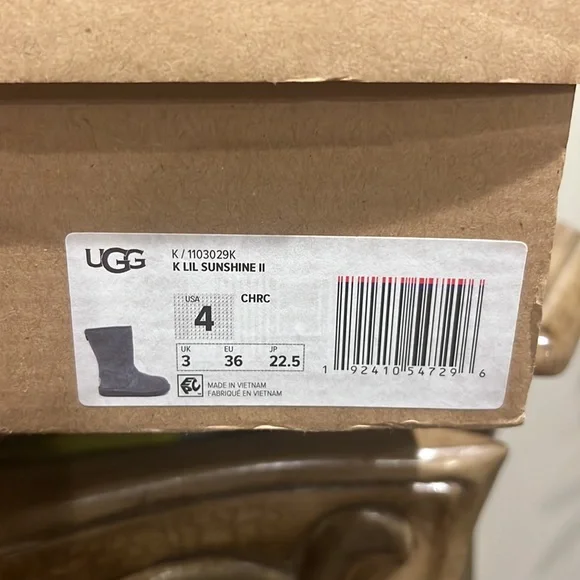 UGG
K / 1103029K
K LIL SUNSHINE II
USA
4
CHRC
UK EU JP
3 36 22.5
MADE IN VIETNAM
FABRIQUÉ EN VIETNAM
1 92410 54729 6